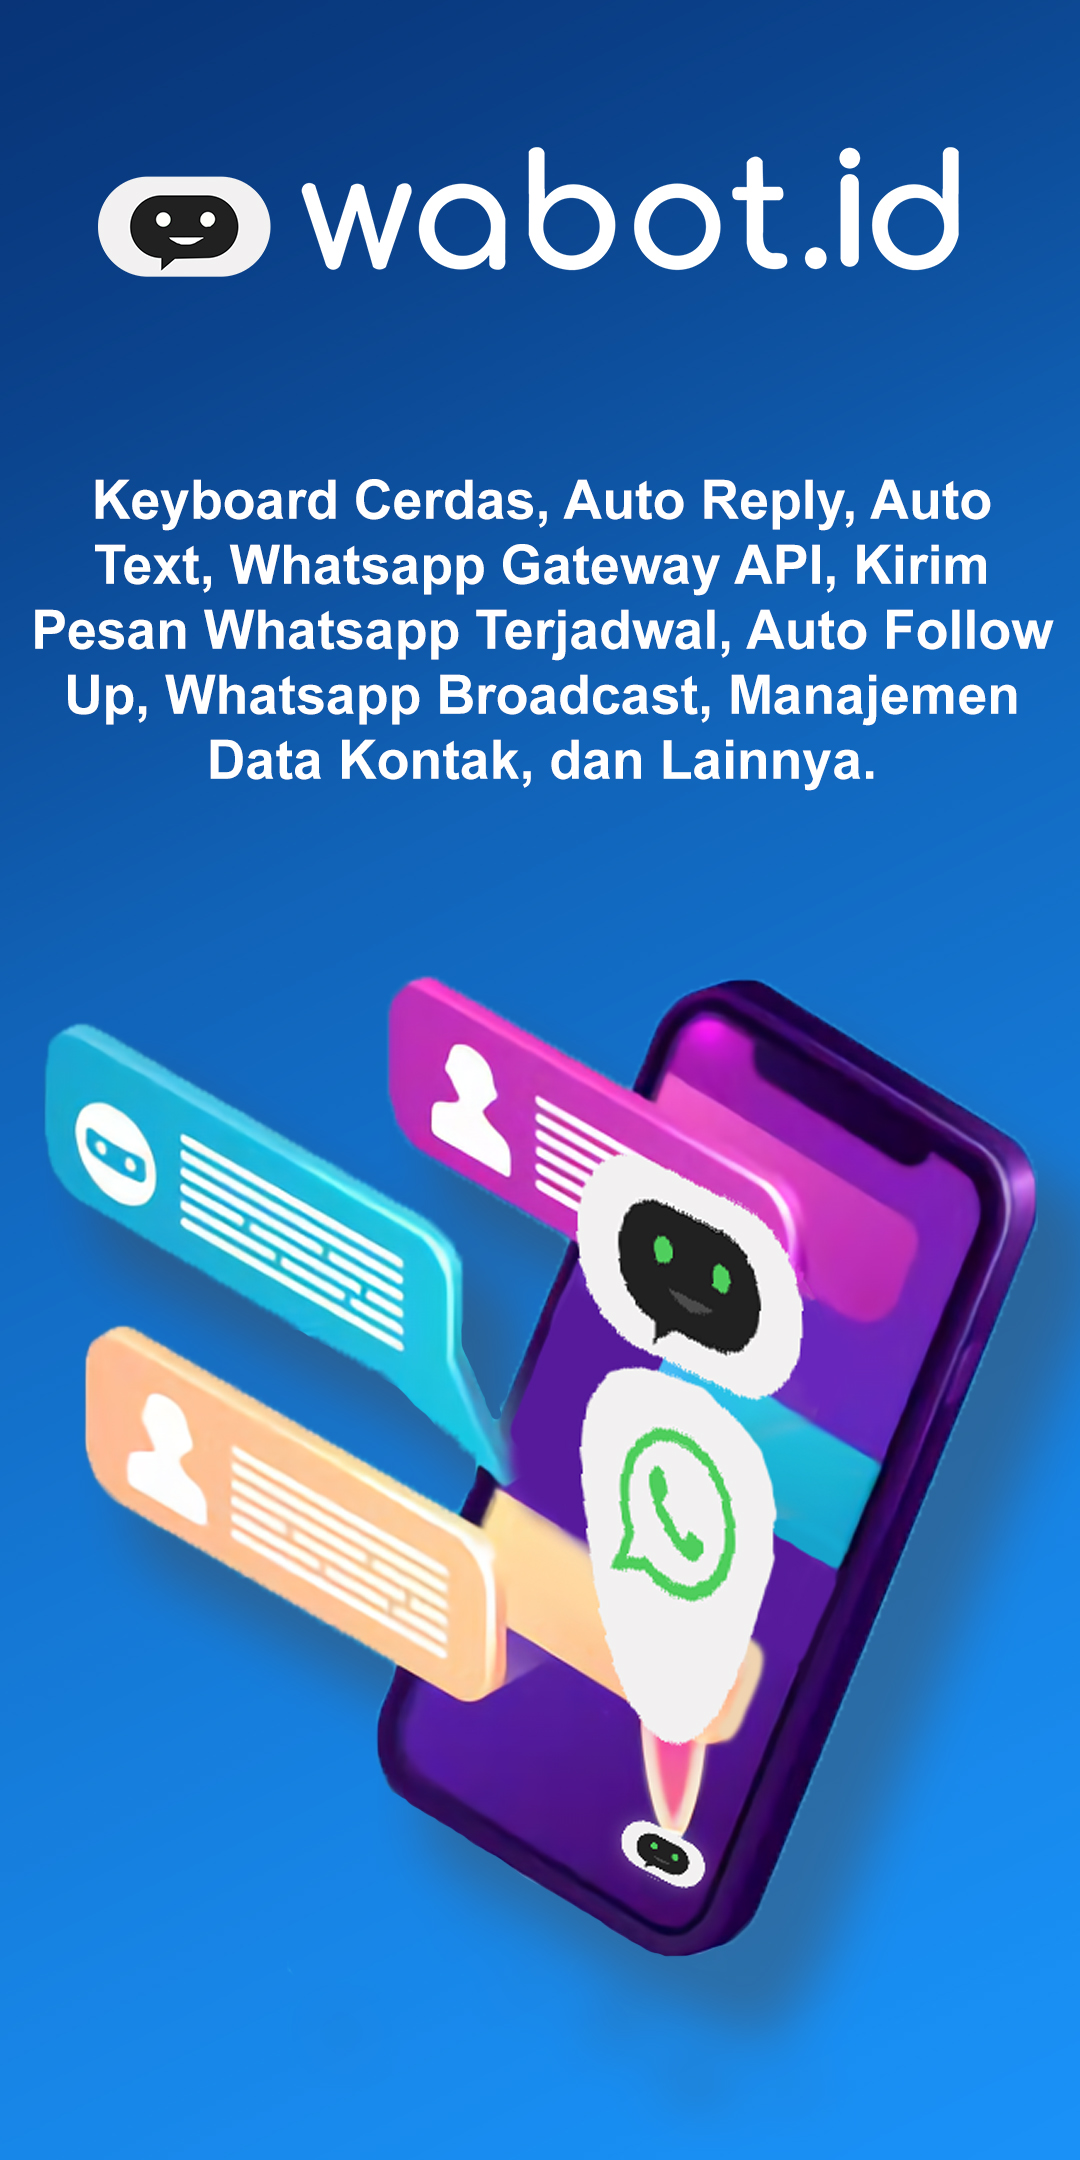 wabot.id
Keyboard Cerdas, Auto Reply, Auto
Text, Whatsapp Gateway API, Kirim
Pesan Whatsapp Terjadwal, Auto Follow
Up, Whatsapp Broadcast, Manajemen
Data Kontak, dan Lainnya.